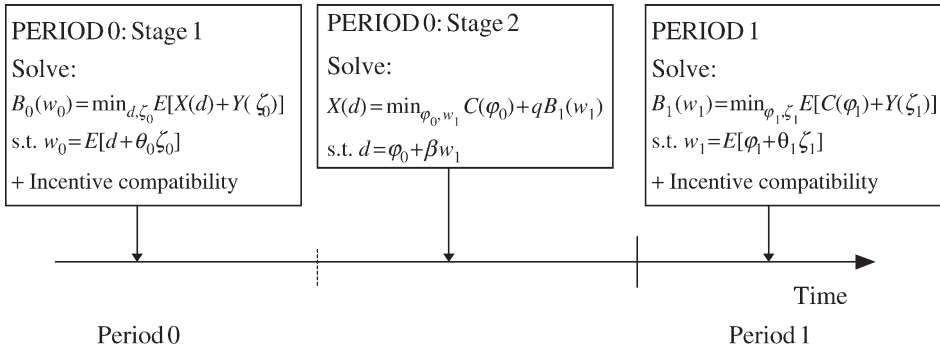 PERIOD 0: Stage 1
Solve:
B₀(w₀)=min_{d,ζ₀} E[X(d)+Y(ζ₀)]
s.t. w₀=E[d+θ₀ζ₀]
+ Incentive compatibility
PERIOD 0: Stage 2
Solve:
X(d)=min_{φ₀,w₁} C(φ₀)+qB₁(w₁)
s.t. d=φ₀+βw₁
PERIOD 1
Solve:
B₁(w₁)=min_{φ₁,ζ₁} E[C(φ₁)+Y(ζ₁)]
s.t. w₁=E[φ₁+θ₁ζ₁]
+ Incentive compatibility
Time
Period 0
Period 1